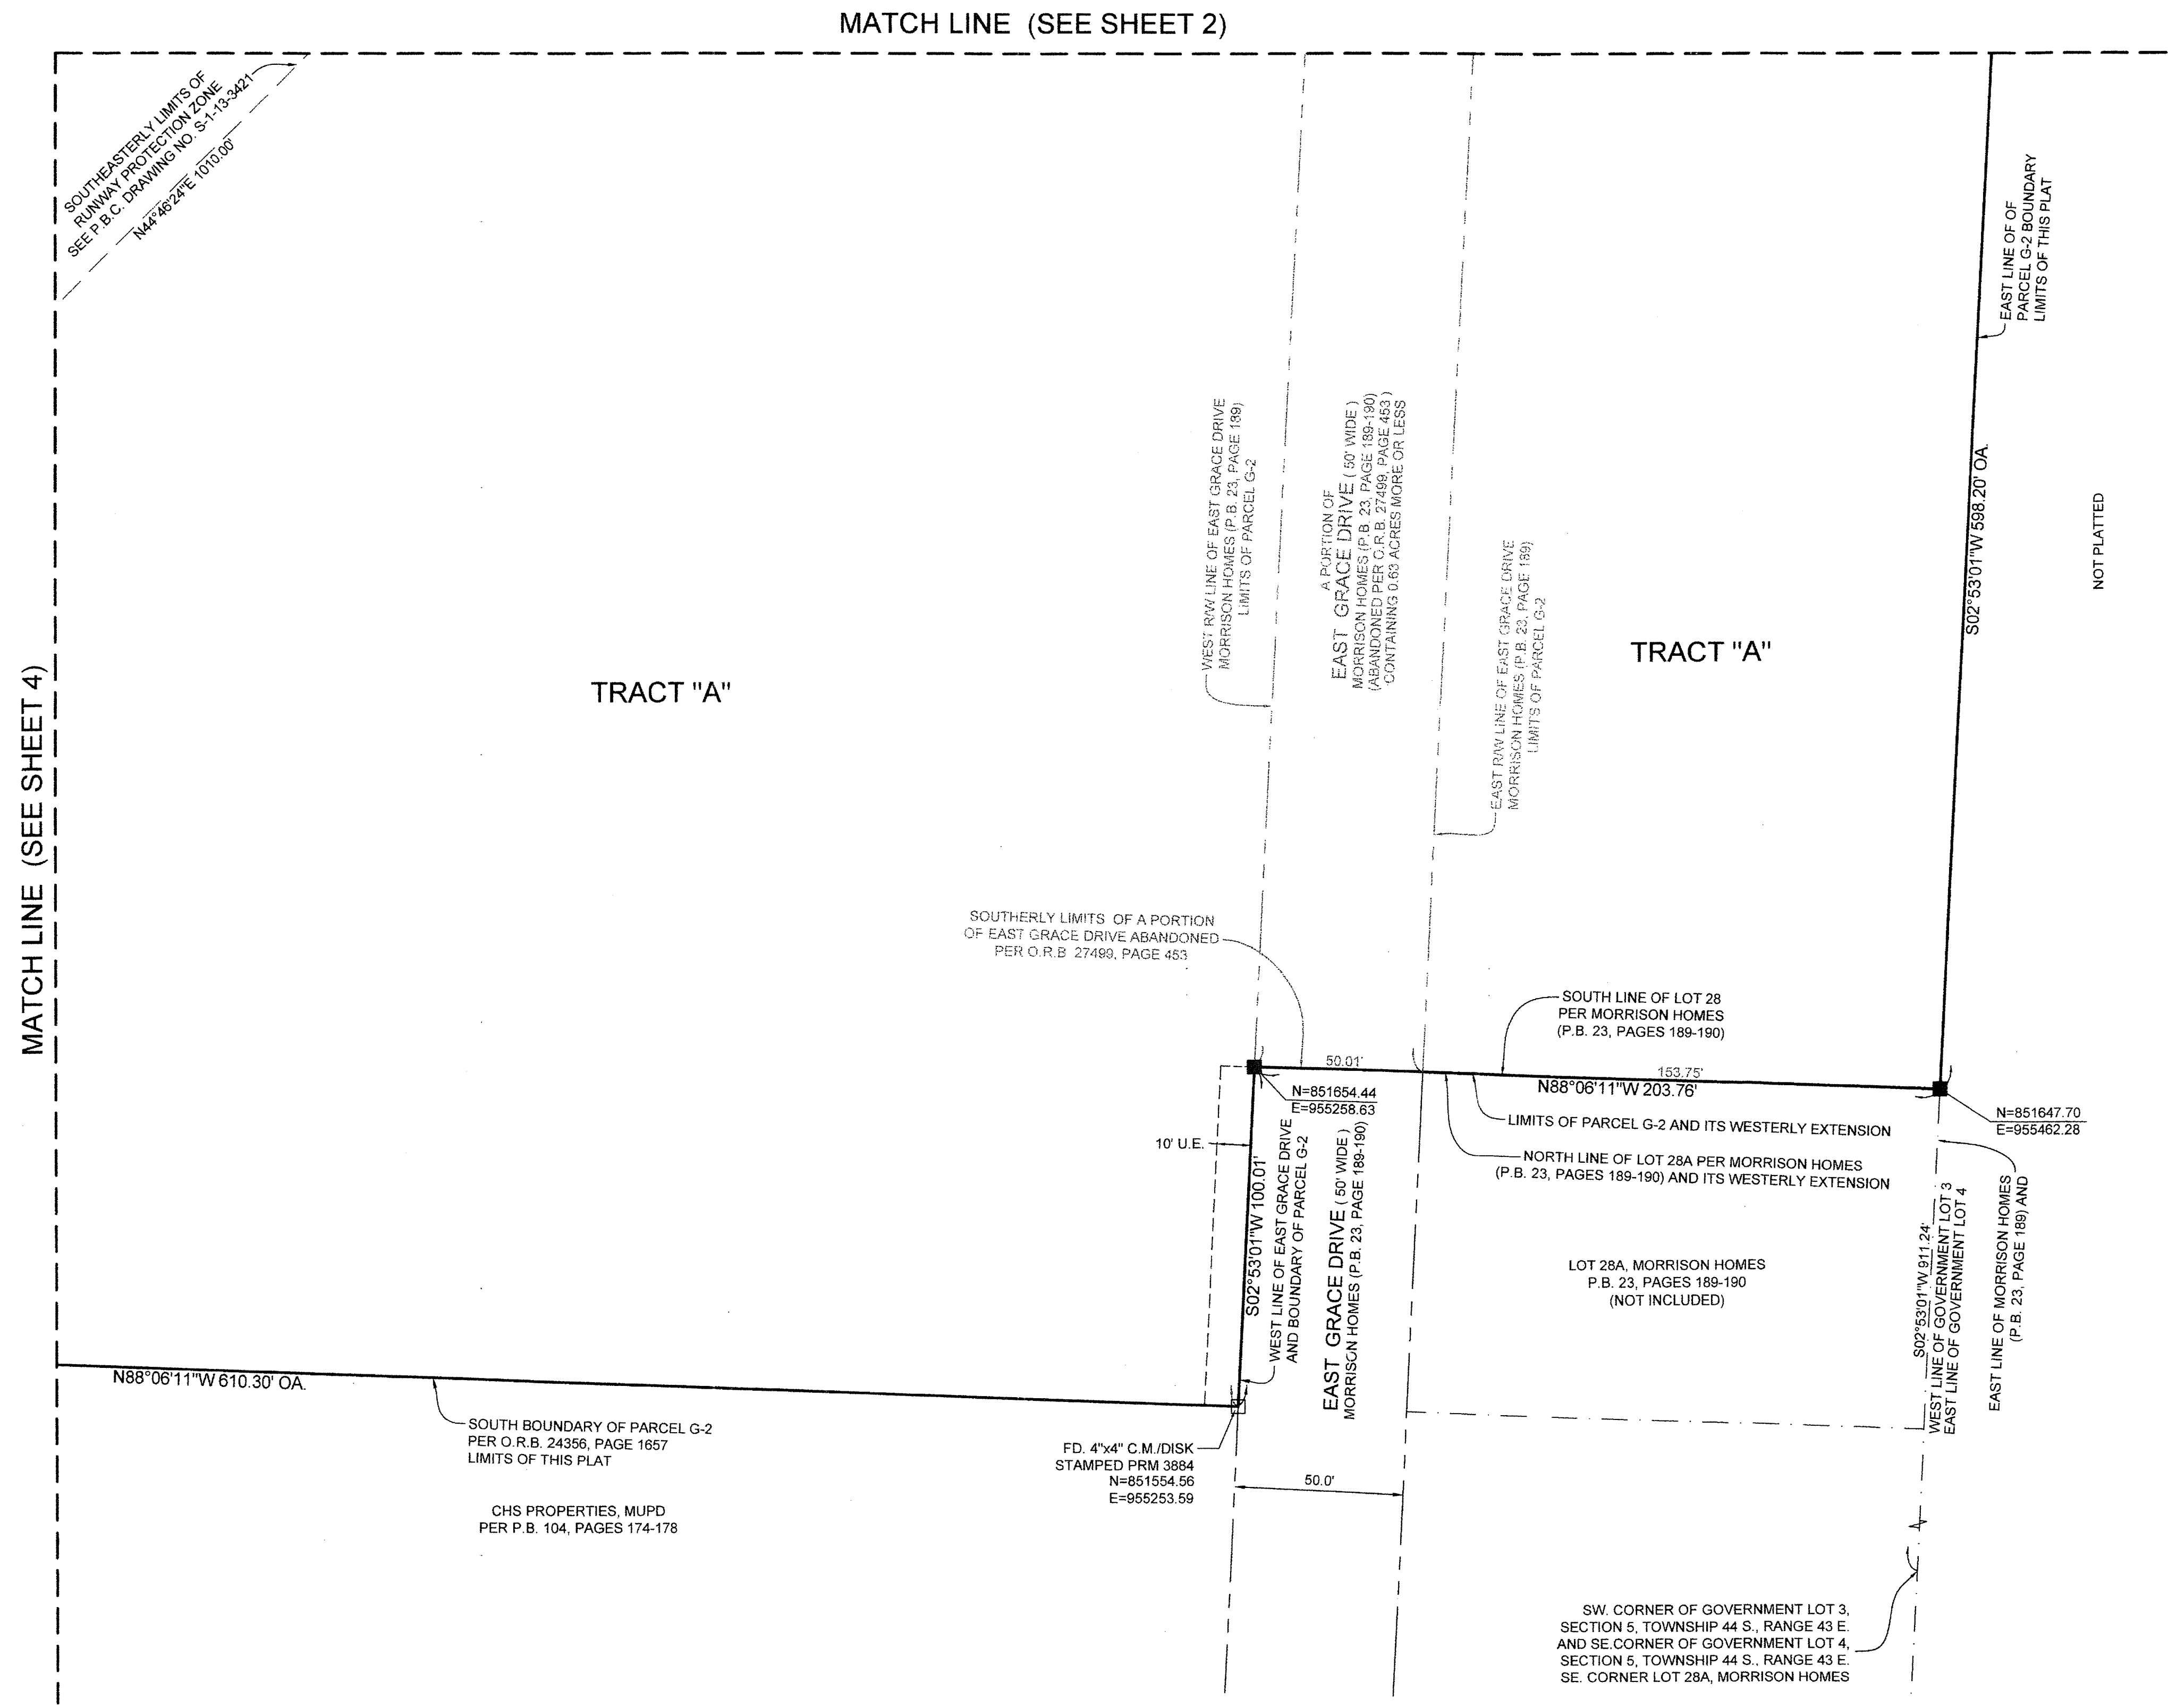 MATCH LINE (SEE SHEET 2)
SOUTHEASTERLY LIMITS OF
RUNWAY PROTECTION ZONE
SEE P.B.C. DRAWING NO. S-1-13-3421
N44°46'24"E 1010.00'
MATCH LINE (SEE SHEET 4)
TRACT "A"
WEST R/W LINE OF EAST GRACE DRIVE
MORRISON HOMES (P.B. 23, PAGE 189)
LIMITS OF PARCEL G-2
A PORTION OF
EAST GRACE DRIVE ( 50' WIDE )
MORRISON HOMES (P.B. 23, PAGE 189-190)
(ABANDONED PER O.R.B. 27499, PAGE 453 )
CONTAINING 0.63 ACRES MORE OR LESS
EAST R/W LINE OF EAST GRACE DRIVE
MORRISON HOMES (P.B. 23, PAGE 189)
LIMITS OF PARCEL G-2
TRACT "A"
EAST LINE OF OF
PARCEL G-2 BOUNDARY
LIMITS OF THIS PLAT
S02°53'01"W 598.20' OA.
NOT PLATTED
SOUTHERLY LIMITS OF A PORTION
OF EAST GRACE DRIVE ABANDONED
PER O.R.B 27499, PAGE 453
SOUTH LINE OF LOT 28
PER MORRISON HOMES
(P.B. 23, PAGES 189-190)
50.01'
153.75'
N88°06'11"W 203.76'
N=851654.44
E=955258.63
N=851647.70
E=955462.28
LIMITS OF PARCEL G-2 AND ITS WESTERLY EXTENSION
NORTH LINE OF LOT 28A PER MORRISON HOMES
(P.B. 23, PAGES 189-190) AND ITS WESTERLY EXTENSION
10' U.E.
S02°53'01"W 100.01'
WEST LINE OF EAST GRACE DRIVE
AND BOUNDARY OF PARCEL G-2
EAST GRACE DRIVE ( 50' WIDE )
MORRISON HOMES (P.B. 23, PAGE 189-190)
LOT 28A, MORRISON HOMES
P.B. 23, PAGES 189-190
(NOT INCLUDED)
S02°53'01"W 911.24'
WEST LINE OF GOVERNMENT LOT 3
EAST LINE OF GOVERNMENT LOT 4
EAST LINE OF MORRISON HOMES
(P.B. 23, PAGE 189) AND
N88°06'11"W 610.30' OA.
SOUTH BOUNDARY OF PARCEL G-2
PER O.R.B. 24356, PAGE 1657
LIMITS OF THIS PLAT
FD. 4"x4" C.M./DISK
STAMPED PRM 3884
N=851554.56
E=955253.59
50.0'
CHS PROPERTIES, MUPD
PER P.B. 104, PAGES 174-178
SW. CORNER OF GOVERNMENT LOT 3,
SECTION 5, TOWNSHIP 44 S., RANGE 43 E.
AND SE.CORNER OF GOVERNMENT LOT 4,
SECTION 5, TOWNSHIP 44 S., RANGE 43 E.
SE. CORNER LOT 28A, MORRISON HOMES